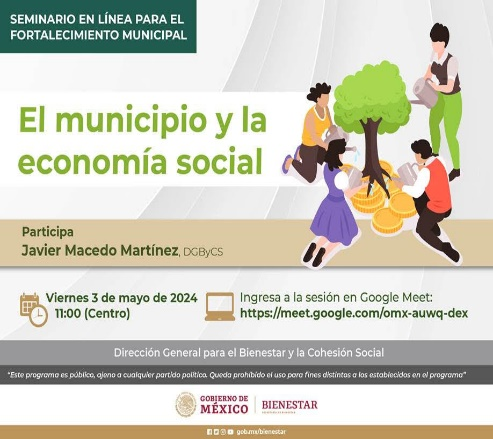 SEMINARIO EN LÍNEA PARA EL
FORTALECIMIENTO MUNICIPAL
El municipio y la
economía social
Participa
Javier Macedo Martínez, DGByCS
Viernes 3 de mayo de 2024
11:00 (Centro)
Ingresa a la sesión en Google Meet:
https://meet.google.com/omx-auwq-dex
Dirección General para el Bienestar y la Cohesión Social
"Este programa es público, ajeno a cualquier partido político. Queda prohibido el uso para fines distintos a los establecidos en el programa"
GOBIERNO DE
MÉXICO
BIENESTAR
gob.mx/bienestar